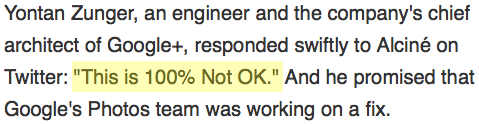 Yontan Zunger, an engineer and the company's chief
architect of Google+, responded swiftly to Alciné on
Twitter: "This is 100% Not OK." And he promised that
Google's Photos team was working on a fix.